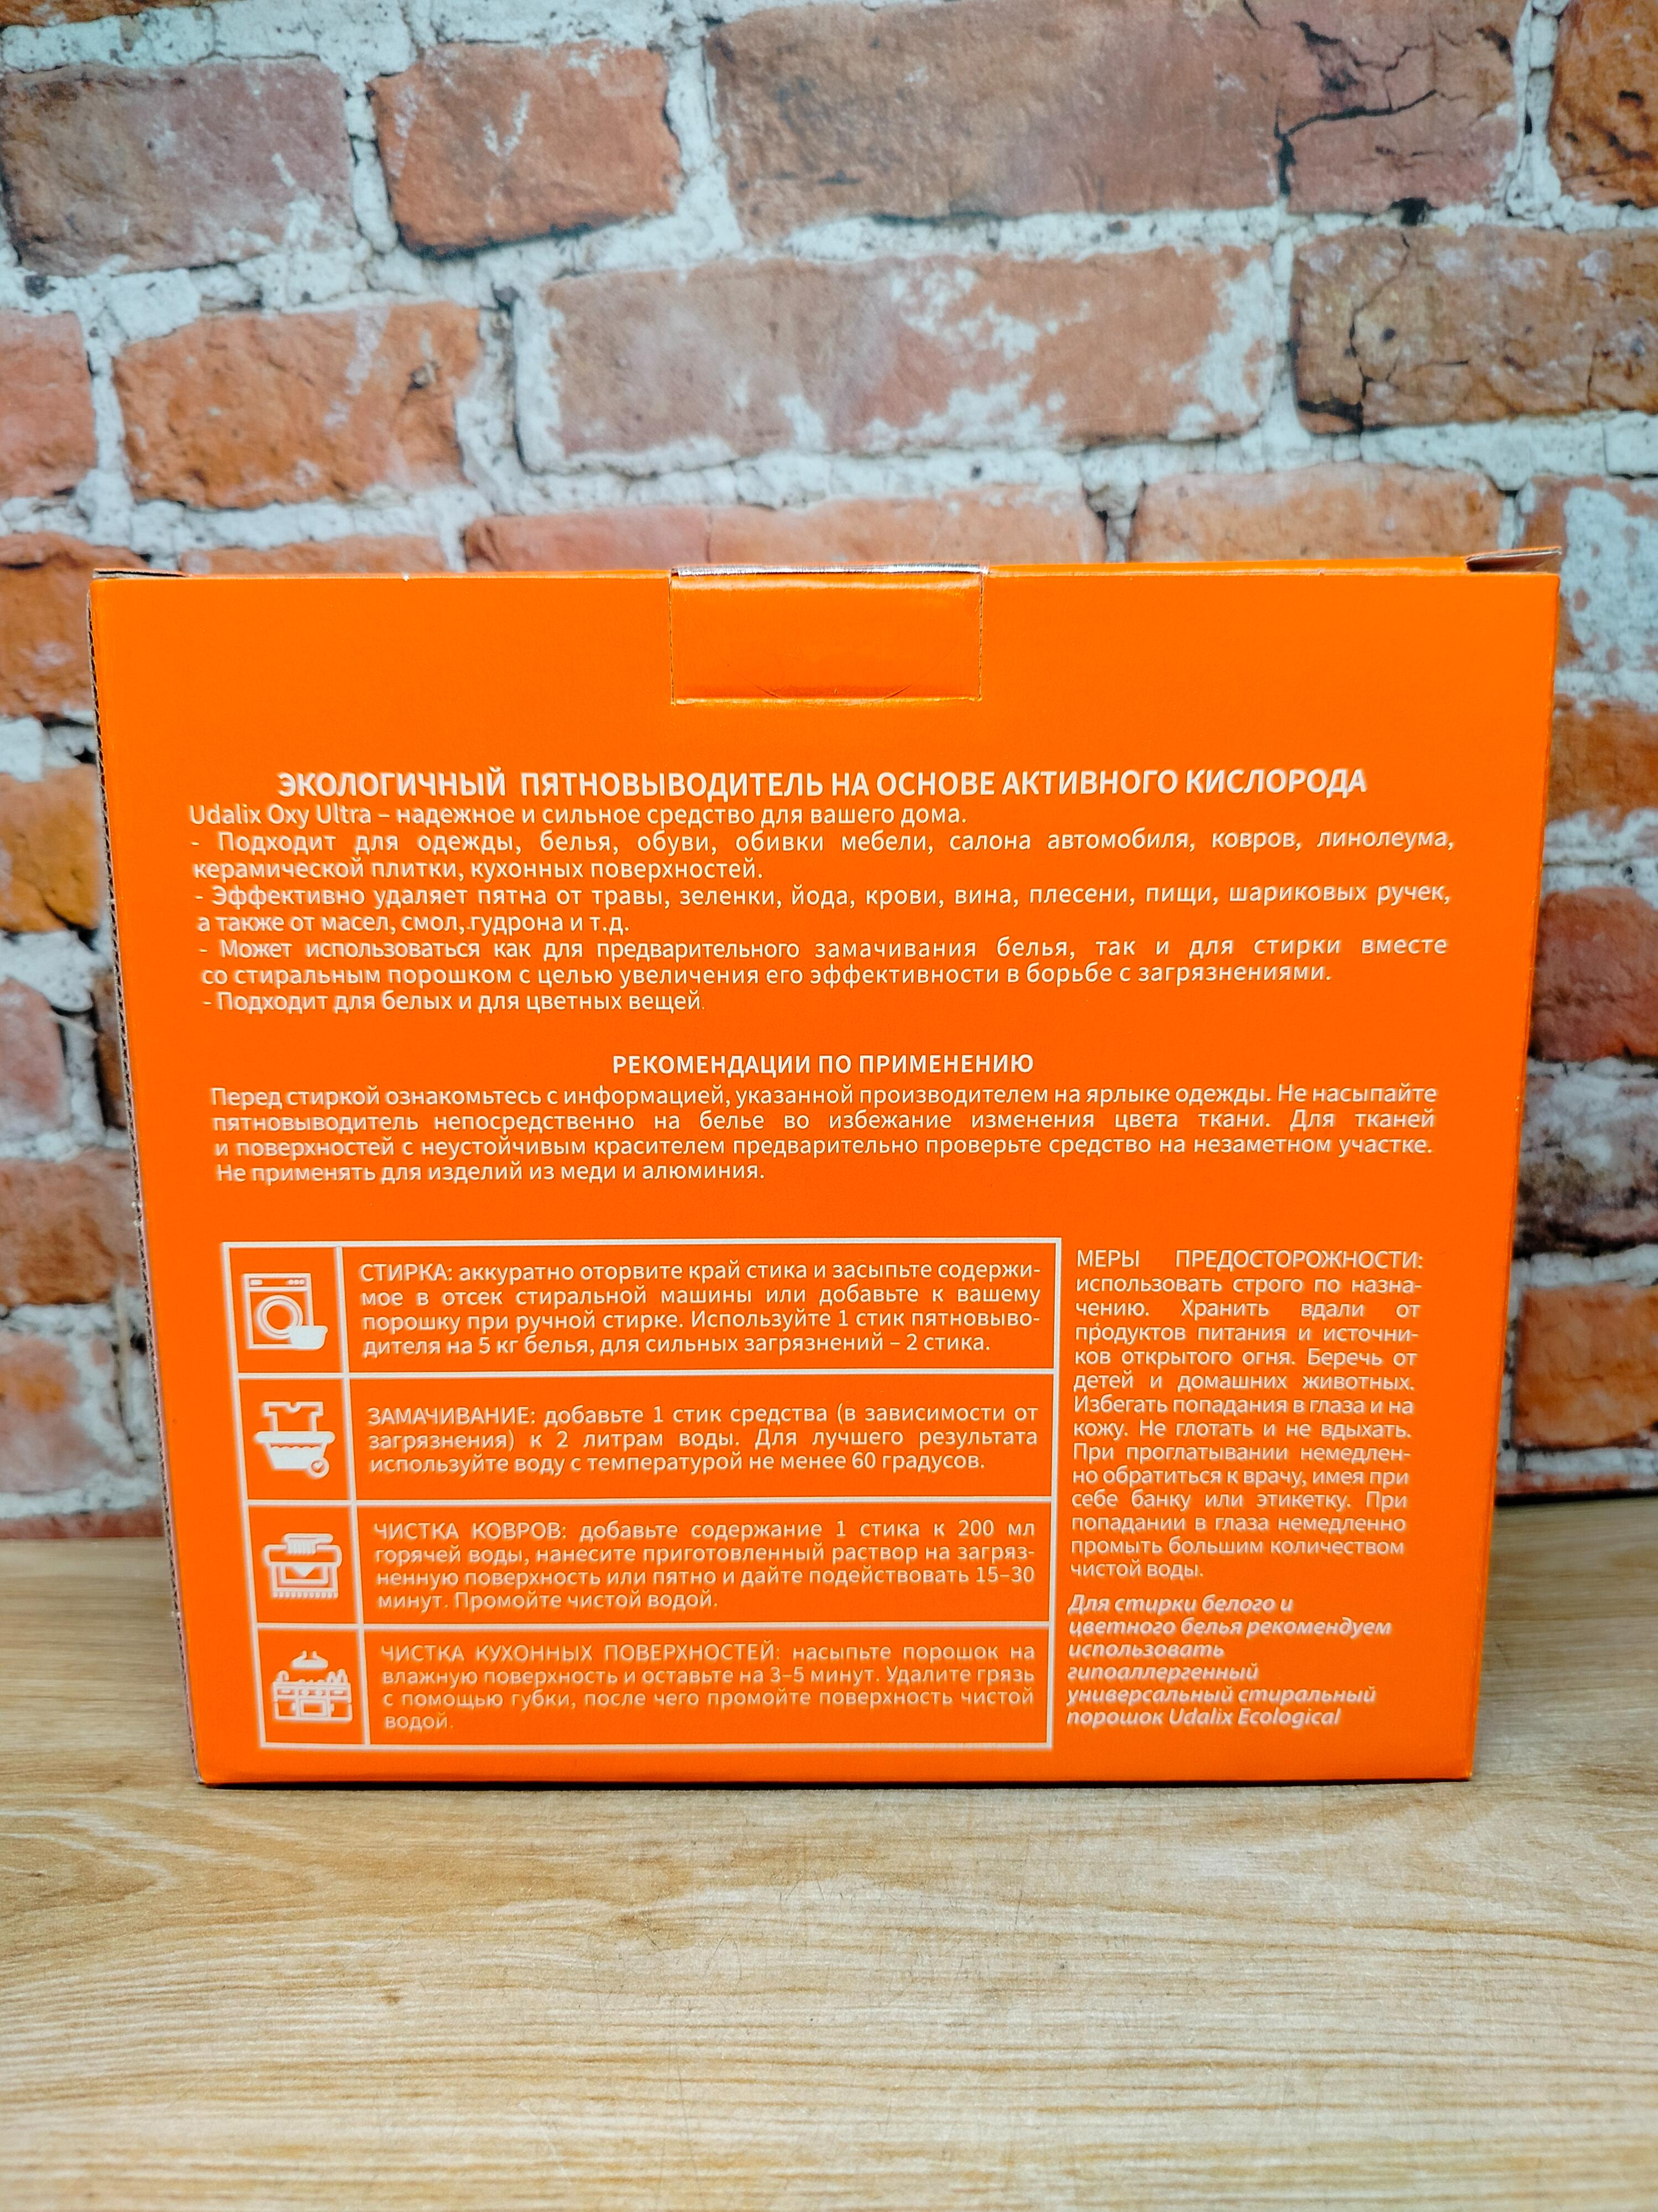 ЭКОЛОГИЧНЫЙ ПЯТНОВЫВОДИТЕЛЬ НА ОСНОВЕ АКТИВНОГО КИСЛОРОДА
Udalix Oxy Ultra – надежное и сильное средство для вашего дома.
- Подходит для одежды, белья, обуви, обивки мебели, салона автомобиля, ковров, линолеума,
керамической плитки, кухонных поверхностей.
- Эффективно удаляет пятна от травы, зеленки, йода, крови, вина, плесени, пищи, шариковых ручек,
а также от масел, смол, гудрона и т.д.
- Может использоваться как для предварительного замачивания белья, так и для стирки вместе
со стиральным порошком с целью увеличения его эффективности в борьбе с загрязнениями.
- Подходит для белых и для цветных вещей.
РЕКОМЕНДАЦИИ ПО ПРИМЕНЕНИЮ
Перед стиркой ознакомьтесь с информацией, указанной производителем на ярлыке одежды. Не насыпайте
пятновыводитель непосредственно на белье во избежание изменения цвета ткани. Для тканей
и поверхностей с неустойчивым красителем предварительно проверьте средство на незаметном участке.
Не применять для изделий из меди и алюминия.
СТИРКА: аккуратно оторвите край стика и засыпьте содержи-
мое в отсек стиральной машины или добавьте к вашему
порошку при ручной стирке. Используйте 1 стик пятновыво-
дителя на 5 кг белья, для сильных загрязнений – 2 стика.
ЗАМАЧИВАНИЕ: добавьте 1 стик средства (в зависимости от
загрязнения) к 2 литрам воды. Для лучшего результата
используйте воду с температурой не менее 60 градусов.
ЧИСТКА КОВРОВ: добавьте содержание 1 стика к 200 мл
горячей воды, нанесите приготовленный раствор на загряз-
ненную поверхность или пятно и дайте подействовать 15–30
минут. Промойте чистой водой.
ЧИСТКА КУХОННЫХ ПОВЕРХНОСТЕЙ: насыпьте порошок на
влажную поверхность и оставьте на 3–5 минут. Удалите грязь
с помощью губки, после чего промойте поверхность чистой
водой.
МЕРЫ ПРЕДОСТОРОЖНОСТИ:
использовать строго по назна-
чению. Хранить вдали от
продуктов питания и источни-
ков открытого огня. Беречь от
детей и домашних животных.
Избегать попадания в глаза и на
кожу. Не глотать и не вдыхать.
При проглатывании немедлен-
но обратиться к врачу, имея при
себе банку или этикетку. При
попадании в глаза немедленно
промыть большим количеством
чистой воды.
Для стирки белого и
цветного белья рекомендуем
использовать
гипоаллергенный
универсальный стиральный
порошок Udalix Ecological